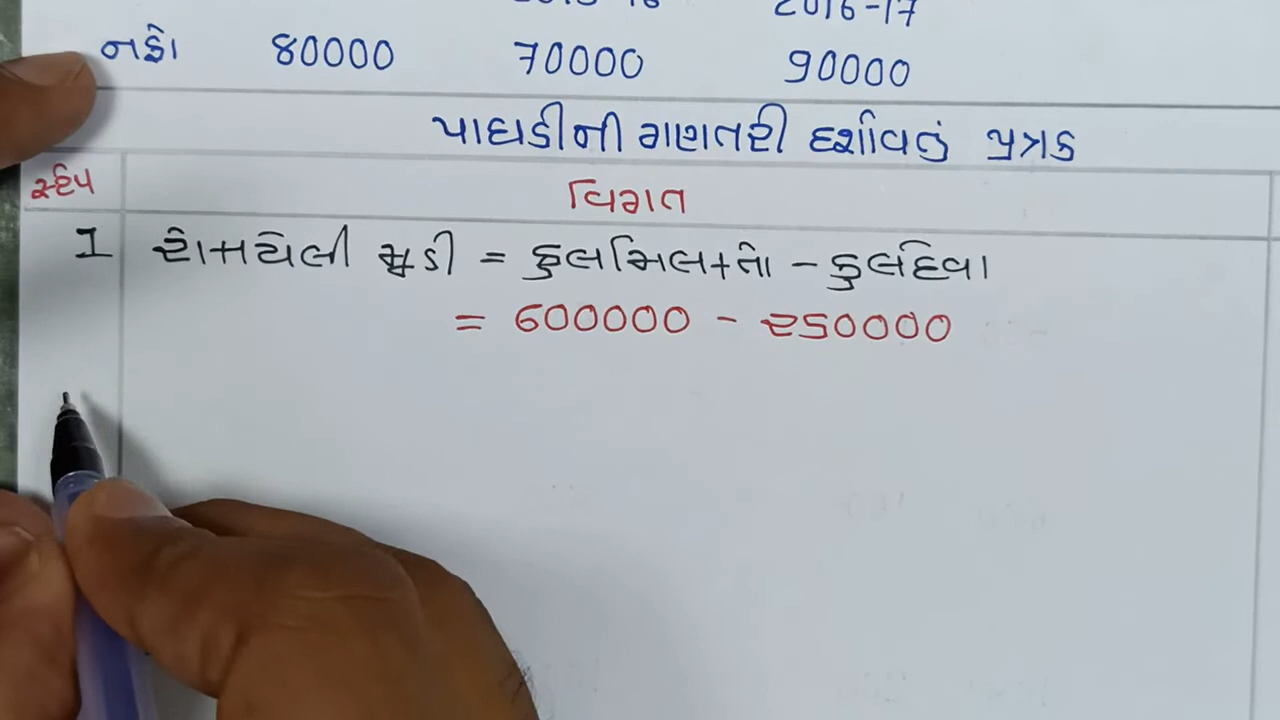 2016-17
નફો 80000 70000 90000
પાઘડીની ગણતરી દર્શાવતું પત્રક
સ્ટેપ વિગત
I રોકાયેલી મુડી = કુલમિલકતો - કુલદેવા
= 600000 - 250000